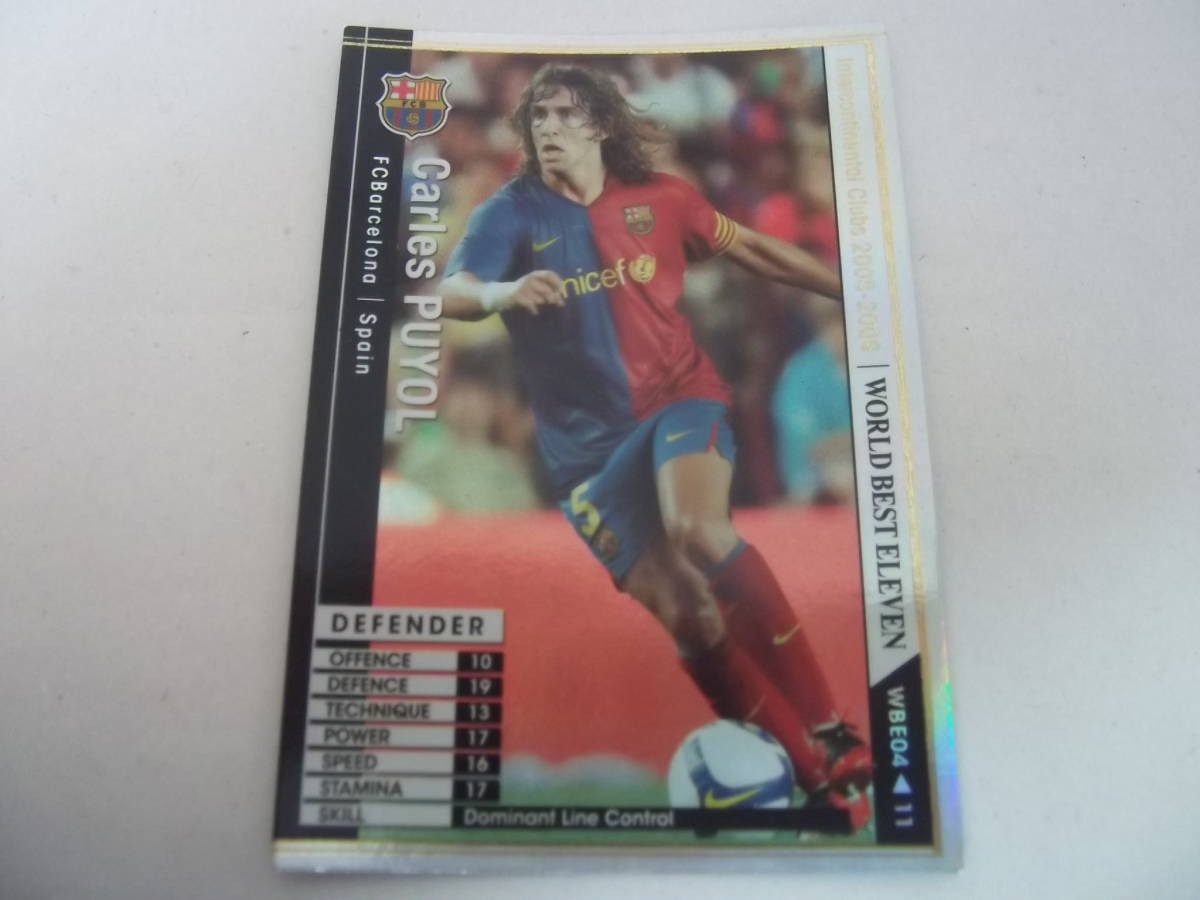 FCB
Carles PUYOL
FCBarcelona | Spain
Intercontinental Clubs 2008-2009 | WORLD BEST ELEVEN
WBE04 ◀ 11
unicef
5
DEFENDER
OFFENCE 10
DEFENCE 19
TECHNIQUE 13
POWER 17
SPEED 16
STAMINA 17
SKILL Dominant Line Control